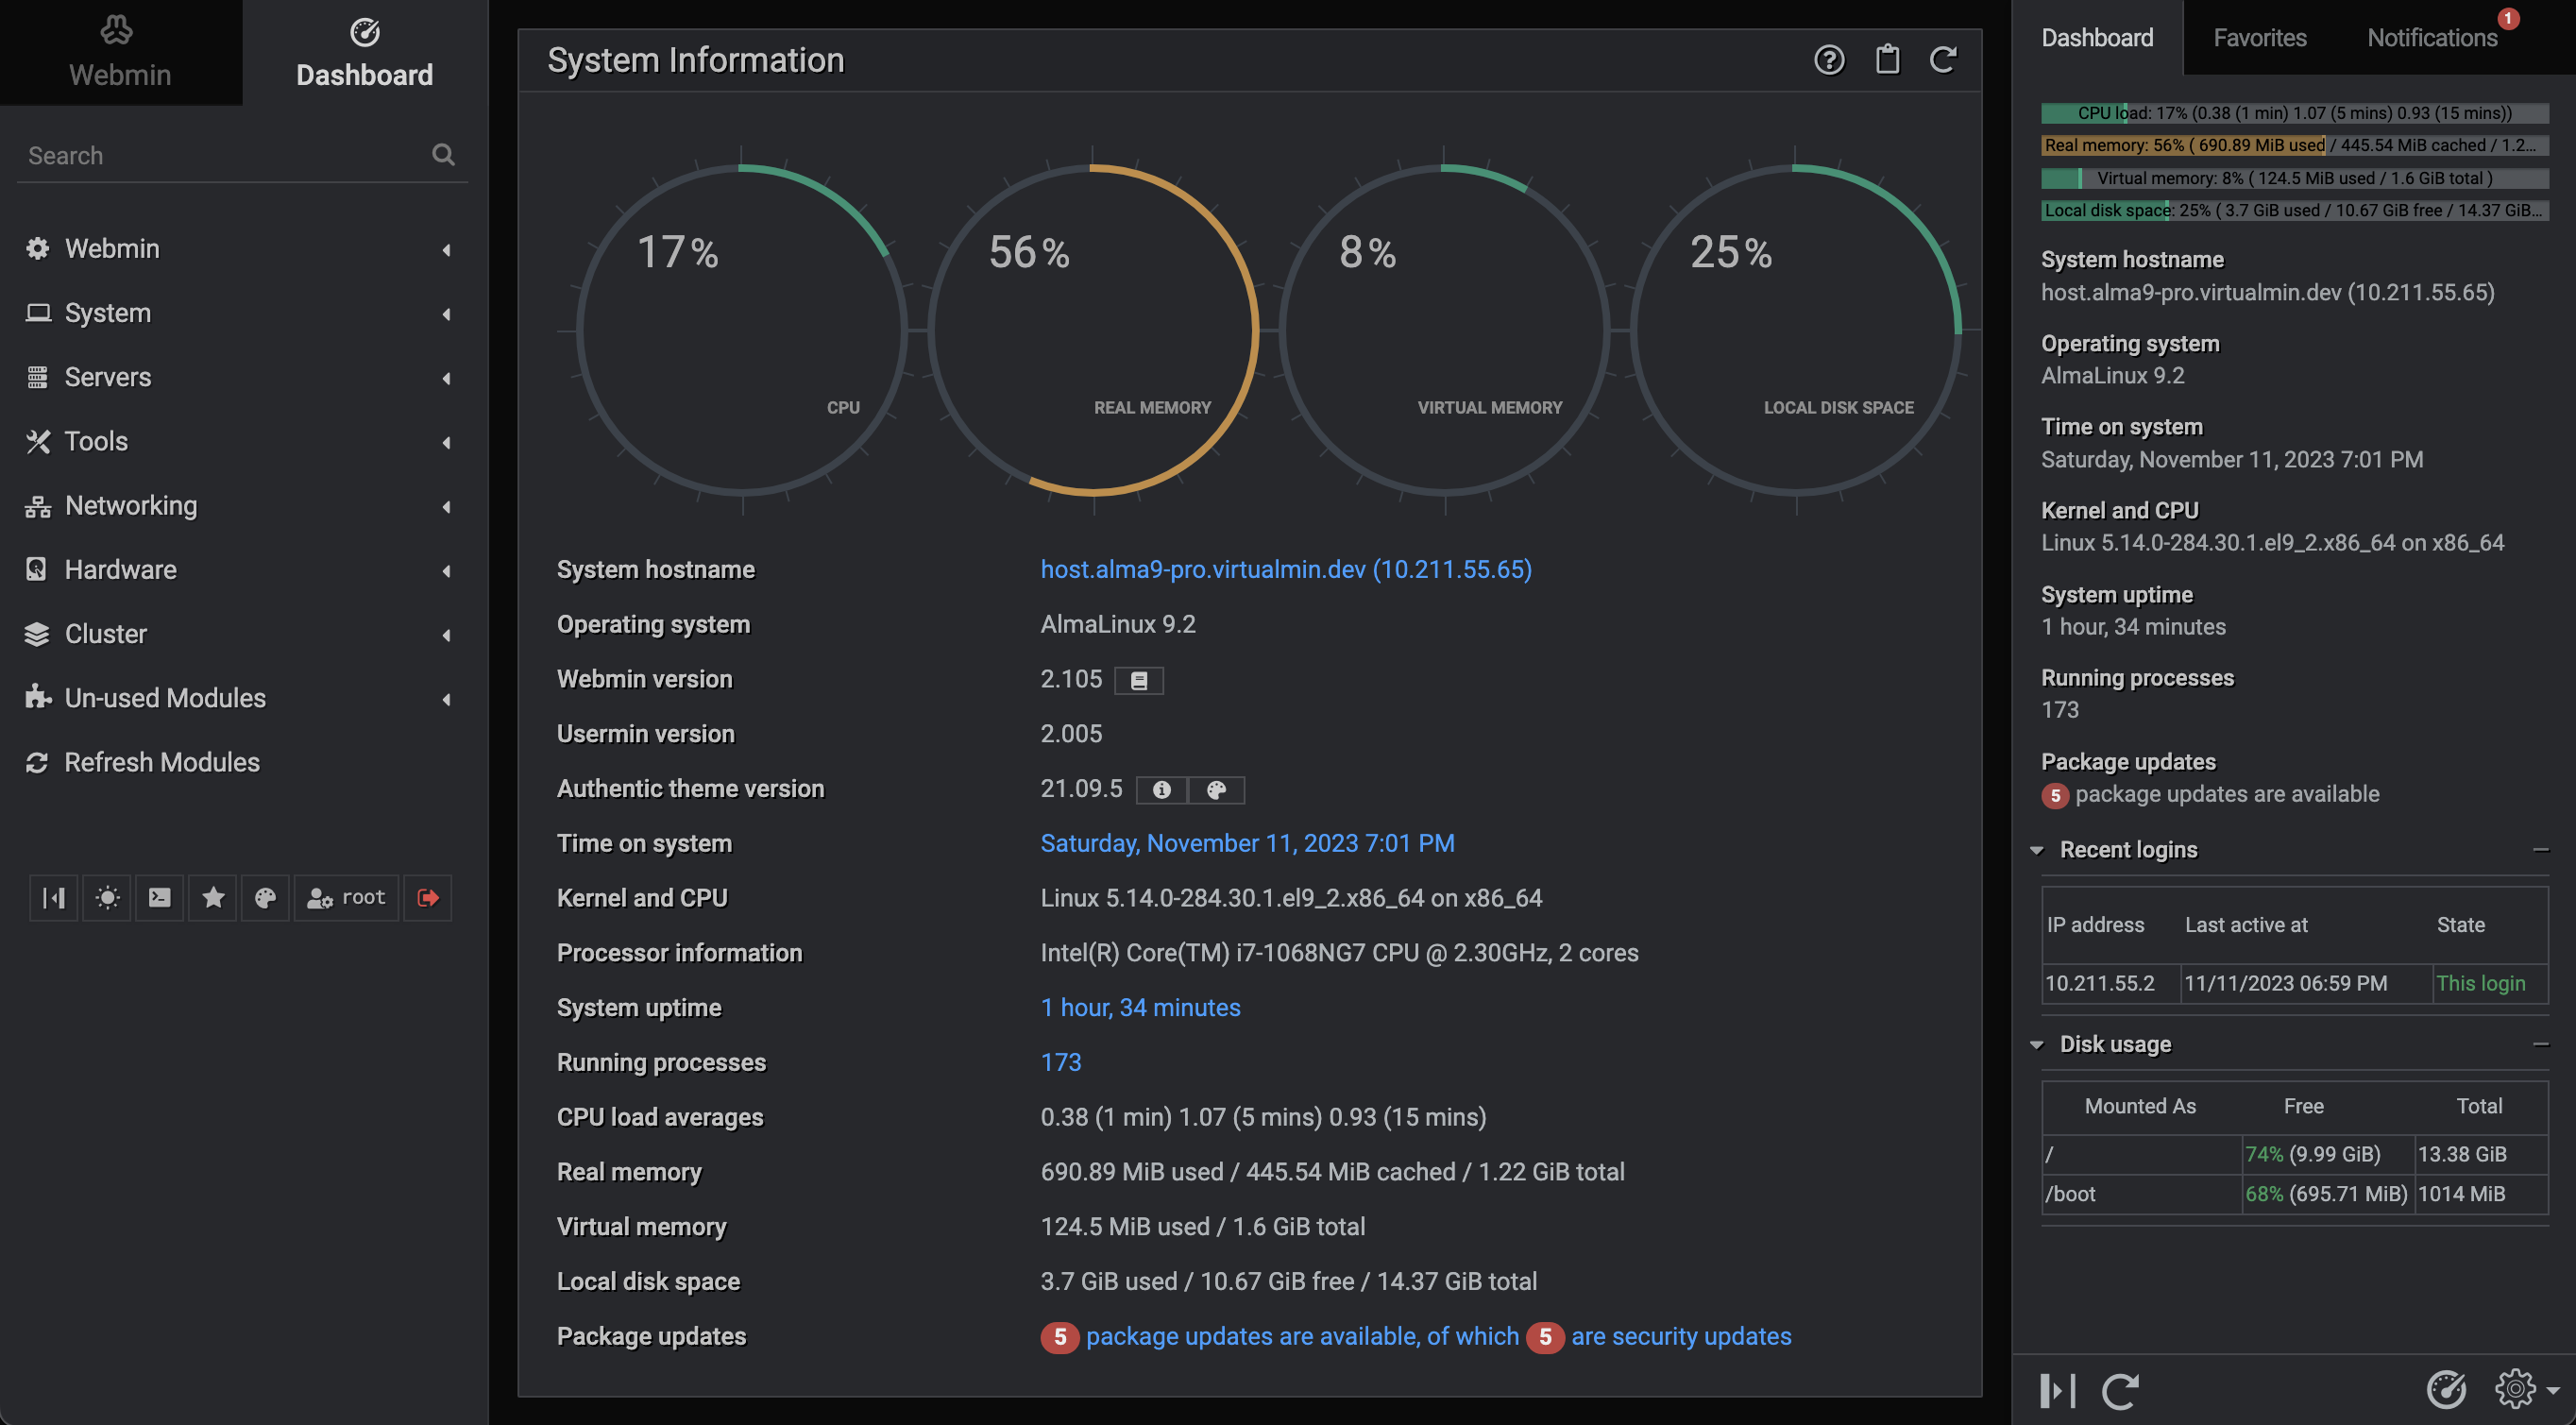 Webmin
Dashboard
Search
Webmin
System
Servers
Tools
Networking
Hardware
Cluster
Un-used Modules
Refresh Modules
root
System Information
17%
CPU
56%
REAL MEMORY
8%
VIRTUAL MEMORY
25%
LOCAL DISK SPACE
System hostname host.alma9-pro.virtualmin.dev (10.211.55.65)
Operating system AlmaLinux 9.2
Webmin version 2.105
Usermin version 2.005
Authentic theme version 21.09.5
Time on system Saturday, November 11, 2023 7:01 PM
Kernel and CPU Linux 5.14.0-284.30.1.el9_2.x86_64 on x86_64
Processor information Intel(R) Core(TM) i7-1068NG7 CPU @ 2.30GHz, 2 cores
System uptime 1 hour, 34 minutes
Running processes 173
CPU load averages 0.38 (1 min) 1.07 (5 mins) 0.93 (15 mins)
Real memory 690.89 MiB used / 445.54 MiB cached / 1.22 GiB total
Virtual memory 124.5 MiB used / 1.6 GiB total
Local disk space 3.7 GiB used / 10.67 GiB free / 14.37 GiB total
Package updates 5 package updates are available, of which 5 are security updates
Dashboard Favorites Notifications 1
CPU load: 17% (0.38 (1 min) 1.07 (5 mins) 0.93 (15 mins))
Real memory: 56% ( 690.89 MiB used / 445.54 MiB cached / 1.2...
Virtual memory: 8% ( 124.5 MiB used / 1.6 GiB total )
Local disk space: 25% ( 3.7 GiB used / 10.67 GiB free / 14.37 GiB...
System hostname
host.alma9-pro.virtualmin.dev (10.211.55.65)
Operating system
AlmaLinux 9.2
Time on system
Saturday, November 11, 2023 7:01 PM
Kernel and CPU
Linux 5.14.0-284.30.1.el9_2.x86_64 on x86_64
System uptime
1 hour, 34 minutes
Running processes
173
Package updates
5 package updates are available
Recent logins
IP address Last active at State
10.211.55.2 11/11/2023 06:59 PM This login
Disk usage
Mounted As Free Total
/ 74% (9.99 GiB) 13.38 GiB
/boot 68% (695.71 MiB) 1014 MiB